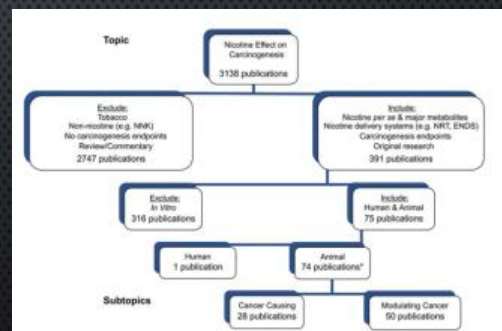 Topic
Nicotine Effect on
Carcinogenesis
3138 publications
Exclude:
Tobacco
Non-nicotine (e.g. NNK)
No carcinogenesis endpoints
Review/Commentary
2747 publications
Include:
Nicotine per se & major metabolites
Nicotine delivery systems (e.g. NRT, ENDS)
Carcinogenesis endpoints
Original research
391 publications
Exclude:
In Vitro
316 publications
Include:
Human & Animal
75 publications
Human
1 publication
Animal
74 publications*
Subtopics
Cancer Causing
28 publications
Modulating Cancer
50 publications